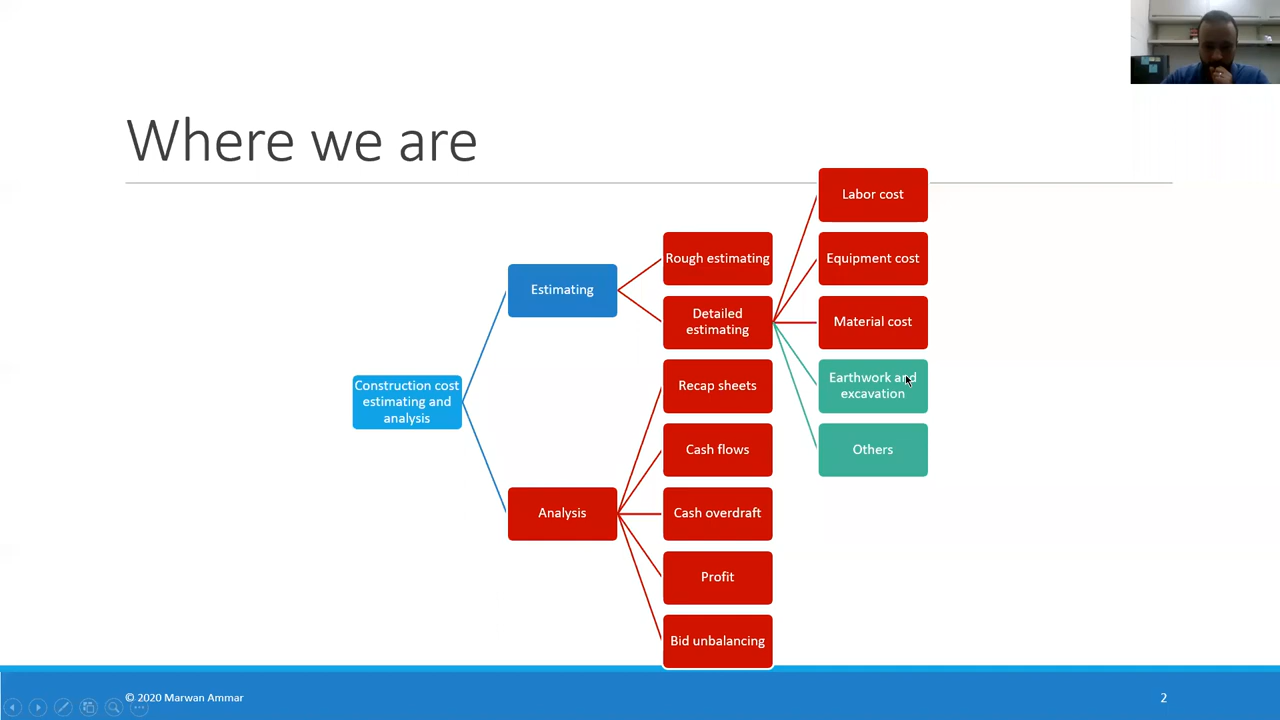 Where we are
Construction cost
estimating and
analysis
Estimating
Rough estimating
Detailed
estimating
Labor cost
Equipment cost
Material cost
Earthwork and
excavation
Others
Analysis
Recap sheets
Cash flows
Cash overdraft
Profit
Bid unbalancing
© 2020 Marwan Ammar
2